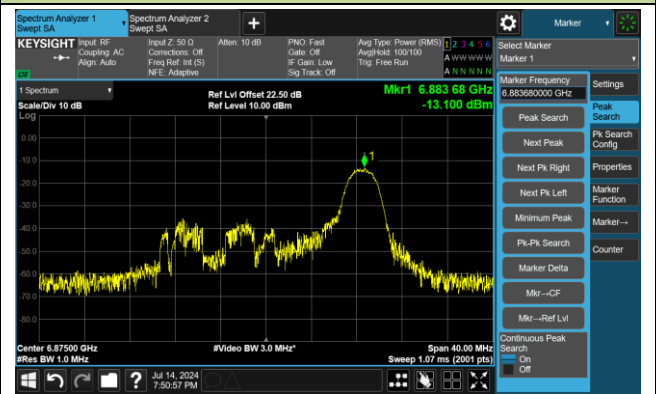 Spectrum Analyzer 1
Swept SA
Spectrum Analyzer 2
Swept SA
+
Marker
KEYSIGHT
Input: RF
Coupling: AC
Align: Auto
Input Z: 50 Ω
Corrections: Off
Freq Ref: Int (S)
NFE: Adaptive
Atten: 10 dB
PNO: Fast
Gate: Off
IF Gain: Low
Sig Track: Off
Avg Type: Power (RMS)
Avg|Hold: 100/100
Trig: Free Run
1 2 3 4 5 6
A W W W W W
A N N N N N
Select Marker
Marker 1
1 Spectrum
Scale/Div 10 dB
Log
Ref Lvl Offset 22.50 dB
Ref Level 10.00 dBm
Mkr1 6.883 68 GHz
-13.100 dBm
Marker Frequency
6.883680000 GHz
Settings
Peak Search
Peak
Search
Next Peak
Pk Search
Config
Next Pk Right
Properties
Next Pk Left
Marker
Function
Minimum Peak
Marker→
Pk-Pk Search
Counter
Marker Delta
Mkr→CF
Mkr→Ref Lvl
Continuous Peak
Search
On
Off
1
0.00
-10.0
-20.0
-30.0
-40.0
-50.0
-60.0
-70.0
-80.0
Center 6.87500 GHz
#Res BW 1.0 MHz
#Video BW 3.0 MHz*
Span 40.00 MHz
Sweep 1.07 ms (2001 pts)
?
Jul 14, 2024
7:50:57 PM